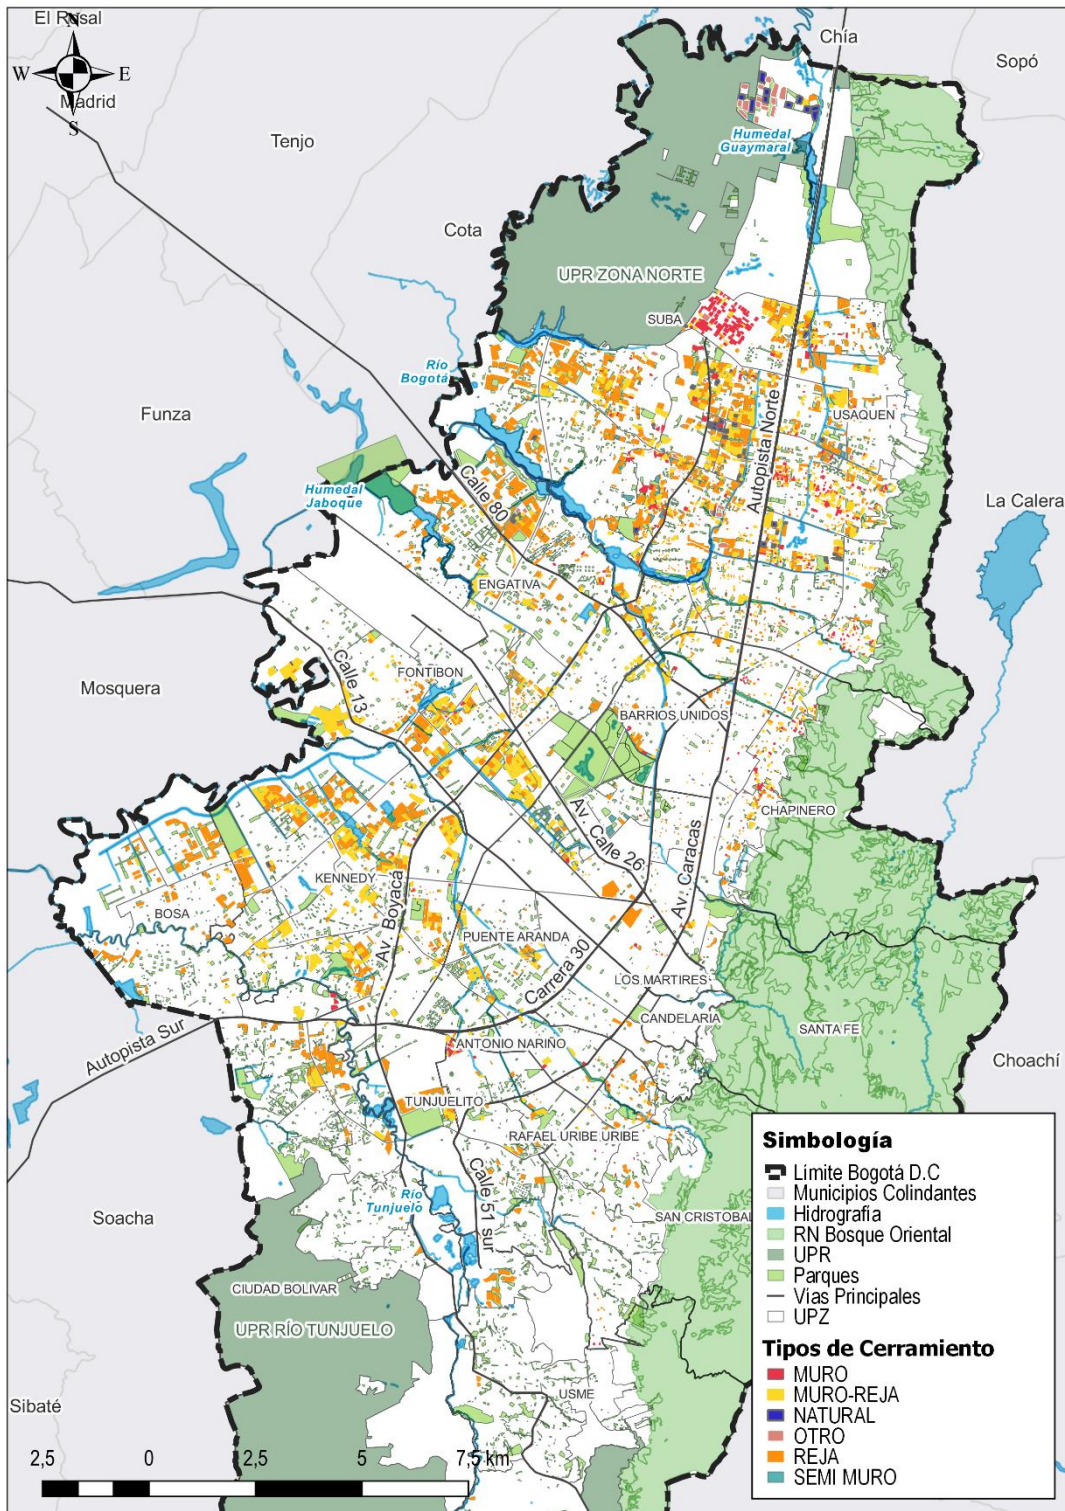 El Rosal
N
W
E
S
Madrid
Chía
Sopó
Tenjo
Humedal
Guaymaral
Cota
UPR ZONA NORTE
SUBA
Río
Bogotá
Funza
USAQUEN
Autopista Norte
Calle 80
Humedal
Jaboque
La Calera
ENGATIVA
Calle 13
FONTIBON
Mosquera
BARRIOS UNIDOS
CHAPINERO
Av. Calle 26
Av. Caracas
KENNEDY
Av. Boyacá
BOSA
PUENTE ARANDA
Carrera 30
LOS MARTIRES
CANDELARIA
SANTA FE
Autopista Sur
ANTONIO NARIÑO
Choachí
TUNJUELITO
RAFAEL URIBE URIBE
Calle 51 sur
Río
Tunjuelo
SAN CRISTOBAL
Soacha
CIUDAD BOLIVAR
UPR RÍO TUNJUELO
USME
Sibaté
2,5 0 2,5 5 7,5 km
Simbología
Límite Bogotá D.C
Municipios Colindantes
Hidrografía
RN Bosque Oriental
UPR
Parques
Vías Principales
UPZ
Tipos de Cerramiento
MURO
MURO-REJA
NATURAL
OTRO
REJA
SEMI MURO